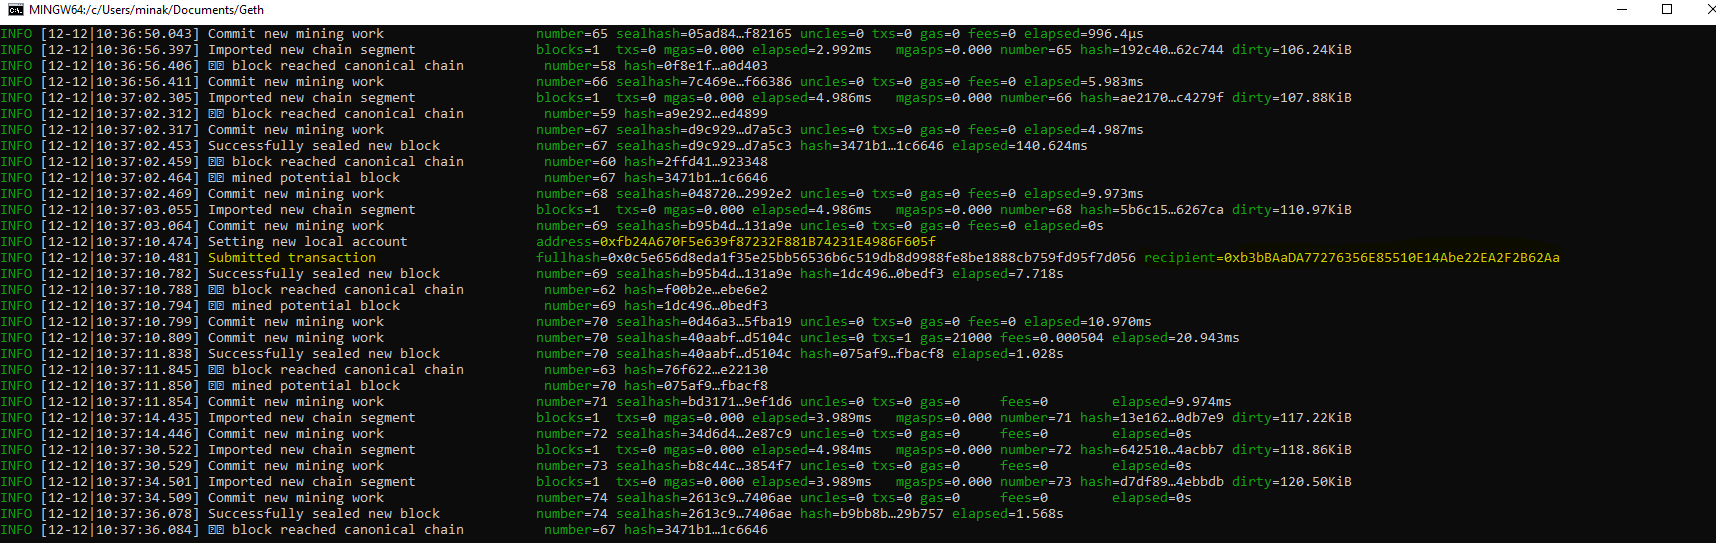 MINGW64:/c/Users/minak/Documents/Geth
INFO [12-12|10:36:50.043] Commit new mining work number=65 sealhash=05ad84…f82165 uncles=0 txs=0 gas=0 fees=0 elapsed=996.4µs
INFO [12-12|10:36:56.397] Imported new chain segment blocks=1 txs=0 mgas=0.000 elapsed=2.992ms mgasps=0.000 number=65 hash=192c40…62c744 dirty=106.24KiB
INFO [12-12|10:36:56.406] block reached canonical chain number=58 hash=0f8e1f…a0d403
INFO [12-12|10:36:56.411] Commit new mining work number=66 sealhash=7c469e…f66386 uncles=0 txs=0 gas=0 fees=0 elapsed=5.983ms
INFO [12-12|10:37:02.305] Imported new chain segment blocks=1 txs=0 mgas=0.000 elapsed=4.986ms mgasps=0.000 number=66 hash=ae2170…c4279f dirty=107.88KiB
INFO [12-12|10:37:02.312] block reached canonical chain number=59 hash=a9e292…ed4899
INFO [12-12|10:37:02.317] Commit new mining work number=67 sealhash=d9c929…d7a5c3 uncles=0 txs=0 gas=0 fees=0 elapsed=4.987ms
INFO [12-12|10:37:02.453] Successfully sealed new block number=67 sealhash=d9c929…d7a5c3 hash=3471b1…1c6646 elapsed=140.624ms
INFO [12-12|10:37:02.459] block reached canonical chain number=60 hash=2ffd41…923348
INFO [12-12|10:37:02.464] mined potential block number=67 hash=3471b1…1c6646
INFO [12-12|10:37:02.469] Commit new mining work number=68 sealhash=048720…2992e2 uncles=0 txs=0 gas=0 fees=0 elapsed=9.973ms
INFO [12-12|10:37:03.055] Imported new chain segment blocks=1 txs=0 mgas=0.000 elapsed=4.986ms mgasps=0.000 number=68 hash=5b6c15…6267ca dirty=110.97KiB
INFO [12-12|10:37:03.064] Commit new mining work number=69 sealhash=b95b4d…131a9e uncles=0 txs=0 gas=0 fees=0 elapsed=0s
INFO [12-12|10:37:10.474] Setting new local account address=0xfb24A670F5e639f87232F881B74231E4986F605f
INFO [12-12|10:37:10.481] Submitted transaction fullhash=0x0c5e656d8eda1f35e25bb56536b6c519db8d9988fe8be1888cb759fd95f7d056 recipient=0xb3bBAaDA77276356E85510E14Abe22EA2F2B62Aa
INFO [12-12|10:37:10.782] Successfully sealed new block number=69 sealhash=b95b4d…131a9e hash=1dc496…0bedf3 elapsed=7.718s
INFO [12-12|10:37:10.788] block reached canonical chain number=62 hash=f00b2e…ebe6e2
INFO [12-12|10:37:10.794] mined potential block number=69 hash=1dc496…0bedf3
INFO [12-12|10:37:10.799] Commit new mining work number=70 sealhash=0d46a3…5fba19 uncles=0 txs=0 gas=0 fees=0 elapsed=10.970ms
INFO [12-12|10:37:10.809] Commit new mining work number=70 sealhash=40aabf…d5104c uncles=0 txs=1 gas=21000 fees=0.000504 elapsed=20.943ms
INFO [12-12|10:37:11.838] Successfully sealed new block number=70 sealhash=40aabf…d5104c hash=075af9…fbacf8 elapsed=1.028s
INFO [12-12|10:37:11.845] block reached canonical chain number=63 hash=76f622…e22130
INFO [12-12|10:37:11.850] mined potential block number=70 hash=075af9…fbacf8
INFO [12-12|10:37:11.854] Commit new mining work number=71 sealhash=bd3171…9ef1d6 uncles=0 txs=0 gas=0 fees=0 elapsed=9.974ms
INFO [12-12|10:37:14.435] Imported new chain segment blocks=1 txs=0 mgas=0.000 elapsed=3.989ms mgasps=0.000 number=71 hash=13e162…0db7e9 dirty=117.22KiB
INFO [12-12|10:37:14.446] Commit new mining work number=72 sealhash=34d6d4…2e87c9 uncles=0 txs=0 gas=0 fees=0 elapsed=0s
INFO [12-12|10:37:30.522] Imported new chain segment blocks=1 txs=0 mgas=0.000 elapsed=4.984ms mgasps=0.000 number=72 hash=642510…4acbb7 dirty=118.86KiB
INFO [12-12|10:37:30.529] Commit new mining work number=73 sealhash=b8c44c…3854f7 uncles=0 txs=0 gas=0 fees=0 elapsed=0s
INFO [12-12|10:37:34.501] Imported new chain segment blocks=1 txs=0 mgas=0.000 elapsed=3.989ms mgasps=0.000 number=73 hash=d7df89…4ebbdb dirty=120.50KiB
INFO [12-12|10:37:34.509] Commit new mining work number=74 sealhash=2613c9…7406ae uncles=0 txs=0 gas=0 fees=0 elapsed=0s
INFO [12-12|10:37:36.078] Successfully sealed new block number=74 sealhash=2613c9…7406ae hash=b9bb8b…29b757 elapsed=1.568s
INFO [12-12|10:37:36.084] block reached canonical chain number=67 hash=3471b1…1c6646